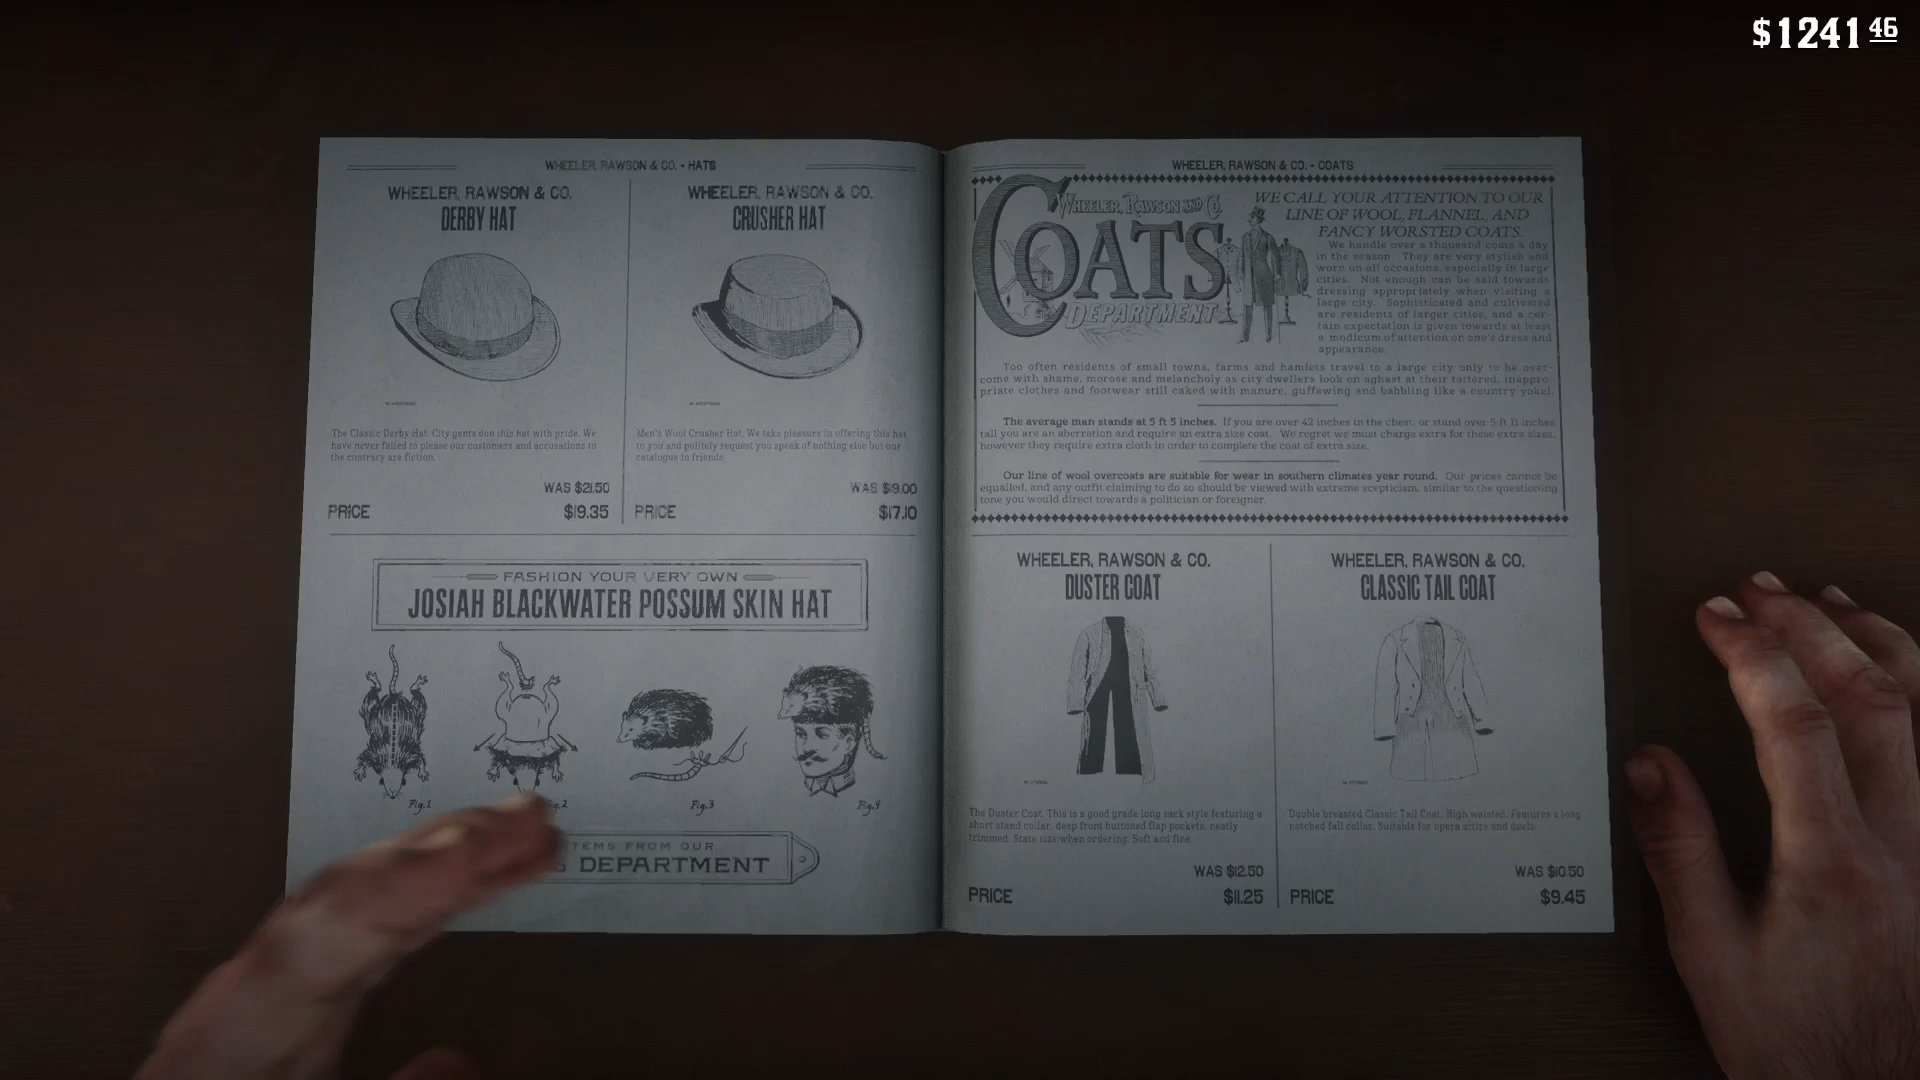 $1241 46
WHEELER, RAWSON & CO. - HATS
WHEELER, RAWSON & CO.
DERBY HAT
The Classic Derby Hat. City gents don this hat with pride. We
have never failed to please our customers and accusations to
the contrary are fiction.
WAS $21.50
PRICE $19.35
WHEELER, RAWSON & CO.
CRUSHER HAT
Men's Wool Crusher Hat. We take pleasure in offering this hat
to you and politely request you speak of nothing else but our
catalogue to friends.
WAS $19.00
PRICE $17.10
FASHION YOUR VERY OWN
JOSIAH BLACKWATER POSSUM SKIN HAT
Fig.1
Fig.3
Fig.4
ITEMS FROM OUR
DEPARTMENT
WHEELER, RAWSON & CO. - COATS
WHEELER, RAWSON AND CO.
COATS
DEPARTMENT
WE CALL YOUR ATTENTION TO OUR
LINE OF WOOL, FLANNEL, AND
FANCY WORSTED COATS.
We handle over a thousand coats a day
in the season. They are very stylish and
worn on all occasions, especially in large
cities. Not enough can be said towards
dressing appropriately when visiting a
large city. Sophisticated and cultivated
are residents of larger cities, and a cer-
tain expectation is given towards at least
a modicum of attention on one's dress and
appearance.
Too often residents of small towns, farms and hamlets travel to a large city only to be over-
come with shame, morose and melancholy as city dwellers look on aghast at their tattered, inappro-
priate clothes and footwear still caked with manure, guffawing and babbling like a country yokel.
The average man stands at 5 ft 5 inches. If you are over 42 inches in the chest, or stand over 5 ft 11 inches
tall you are an aberration and require an extra size coat. We regret we must charge extra for these extra sizes,
however they require extra cloth in order to complete the coat of extra size.
Our line of wool overcoats are suitable for wear in southern climates year round. Our prices cannot be
equalled, and any outfit claiming to do so should be viewed with extreme scepticism, similar to the questioning
tone you would direct towards a politician or foreigner.
WHEELER, RAWSON & CO.
DUSTER COAT
The Duster Coat. This is a good grade long sack style featuring a
short stand collar, deep front buttoned flap pockets, neatly
trimmed. State size when ordering. Soft and fine.
WAS $12.50
PRICE $11.25
WHEELER, RAWSON & CO.
CLASSIC TAIL COAT
Double breasted Classic Tail Coat. High waisted. Features a long
notched fall collar. Suitable for opera attire and duels.
WAS $10.50
PRICE $9.45